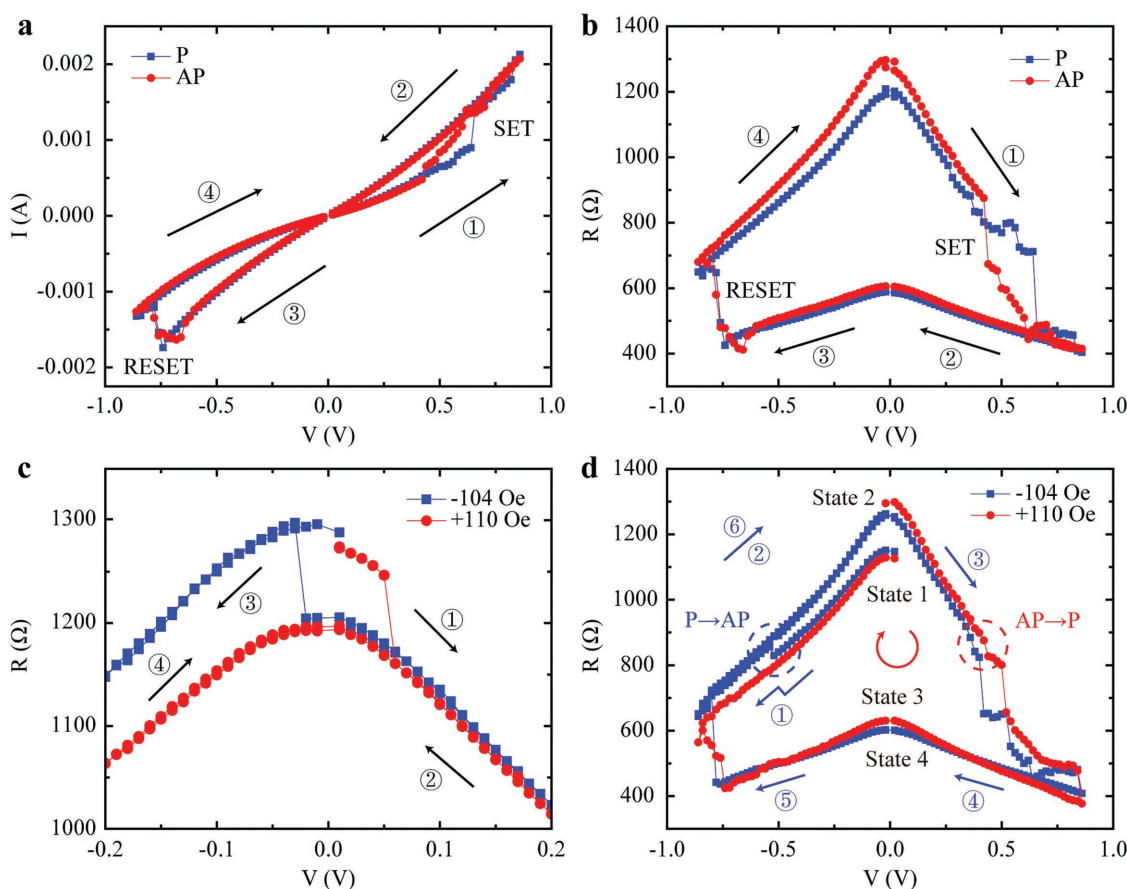 a
P
AP
②
SET
④
①
③
RESET
I (A)
0.002
0.001
0.000
-0.001
-0.002
-1.0 -0.5 0.0 0.5 1.0
V (V)
b
P
AP
④
①
SET
RESET
③
②
R (Ω)
1400
1200
1000
800
600
400
-1.0 -0.5 0.0 0.5 1.0
V (V)
c
-104 Oe
+110 Oe
③
①
④
②
R (Ω)
1300
1200
1100
1000
-0.2 -0.1 0.0 0.1 0.2
V (V)
d
State 2
-104 Oe
+110 Oe
⑥
②
③
State 1
P→AP
AP→P
①
State 3
State 4
⑤
④
R (Ω)
1400
1200
1000
800
600
400
-1.0 -0.5 0.0 0.5 1.0
V (V)